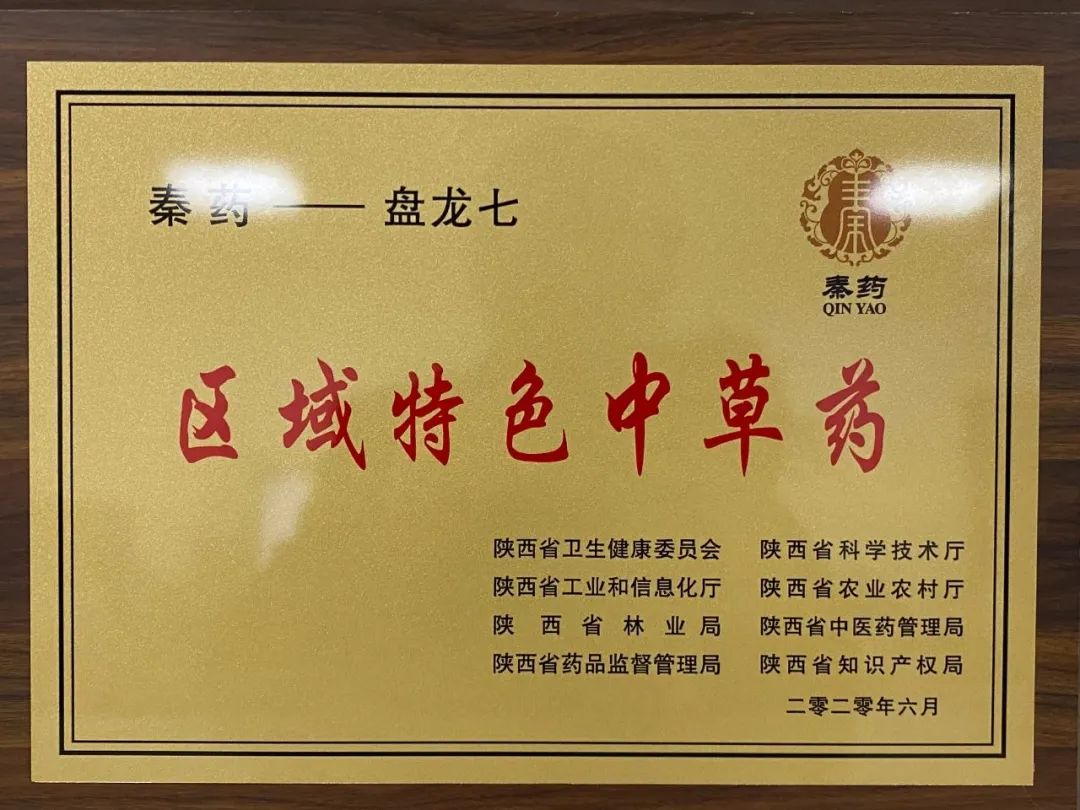 秦药——盘龙七
秦
秦药
QIN YAO
区域特色中草药
陕西省卫生健康委员会 陕西省科学技术厅
陕西省工业和信息化厅 陕西省农业农村厅
陕西省林业局 陕西省中医药管理局
陕西省药品监督管理局 陕西省知识产权局
二零二零年六月